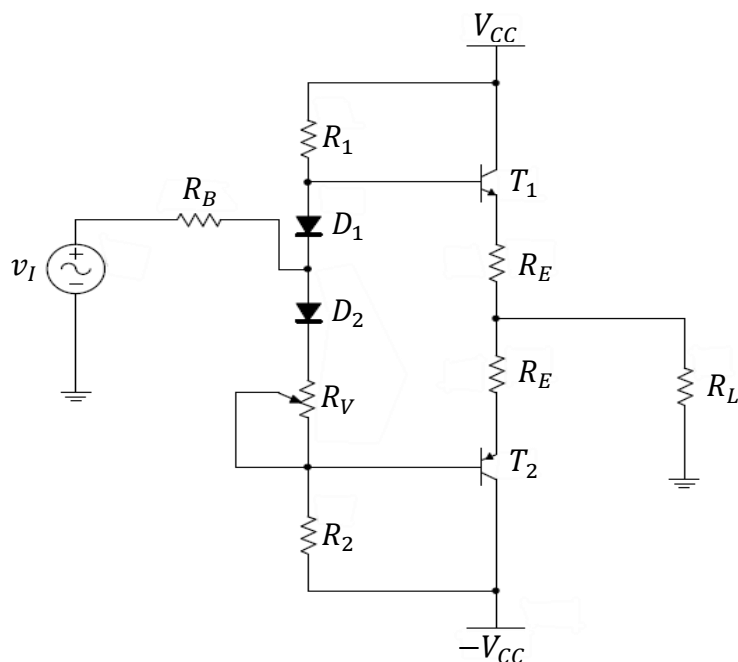 V_CC
R_1
T_1
R_B
D_1
v_I
+
−
R_E
D_2
R_E
R_V
R_L
T_2
R_2
−V_CC